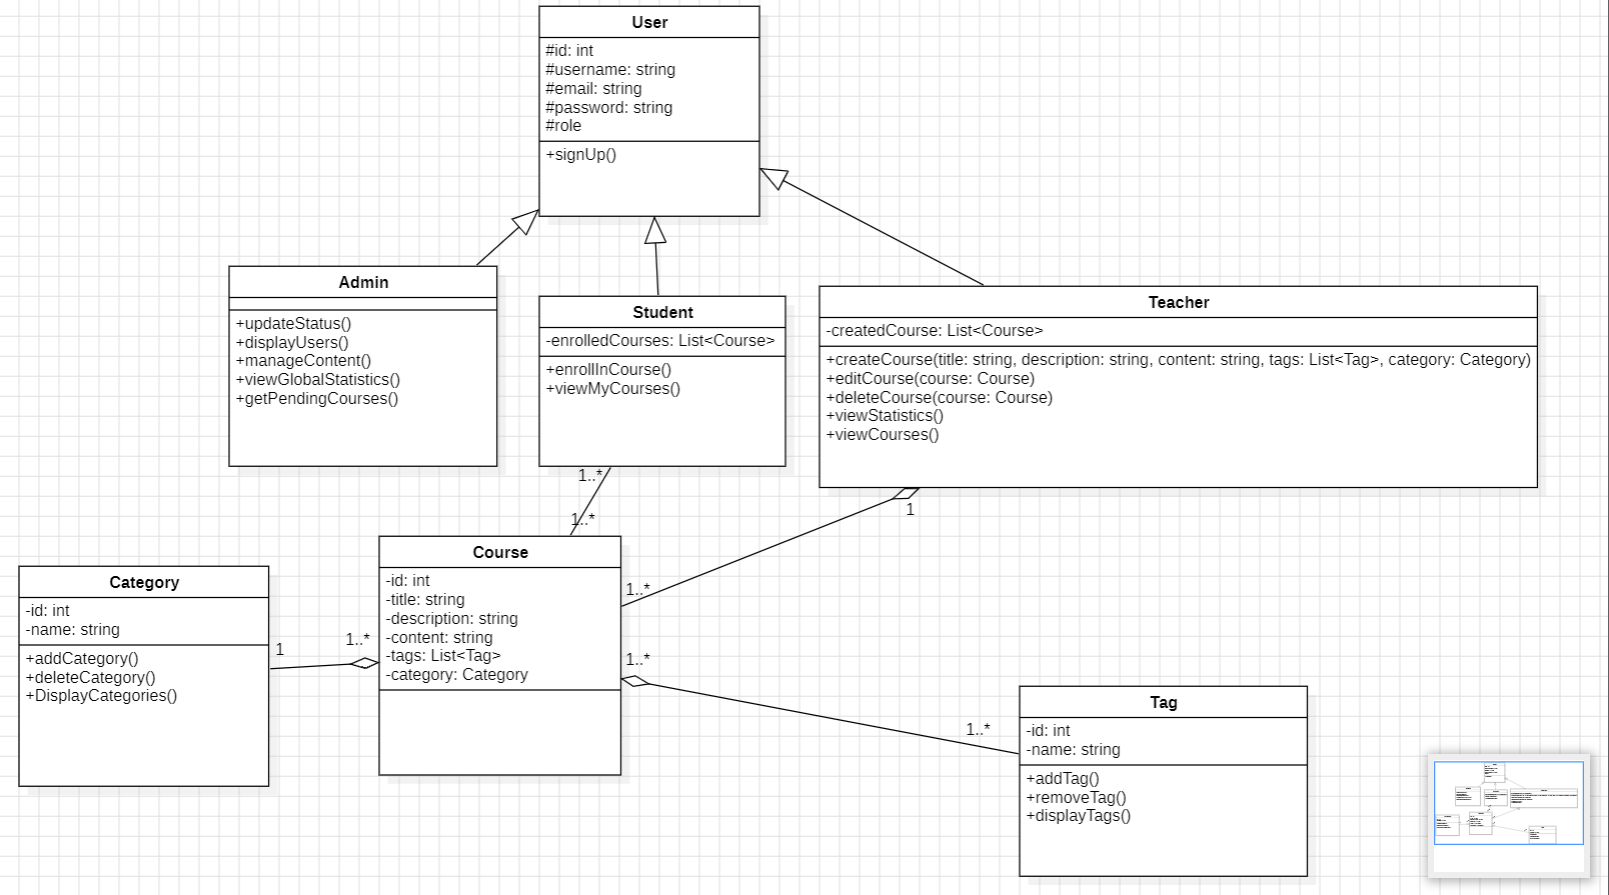 User
#id: int
#username: string
#email: string
#password: string
#role
+signUp()
Admin
+updateStatus()
+displayUsers()
+manageContent()
+viewGlobalStatistics()
+getPendingCourses()
Student
-enrolledCourses: List<Course>
+enrollInCourse()
+viewMyCourses()
Teacher
-createdCourse: List<Course>
+createCourse(title: string, description: string, content: string, tags: List<Tag>, category: Category)
+editCourse(course: Course)
+deleteCourse(course: Course)
+viewStatistics()
+viewCourses()
1..*
1..*
1
1..*
Category
-id: int
-name: string
+addCategory()
+deleteCategory()
+DisplayCategories()
1
1..*
Course
-id: int
-title: string
-description: string
-content: string
-tags: List<Tag>
-category: Category
1..*
1..*
Tag
-id: int
-name: string
+addTag()
+removeTag()
+displayTags()